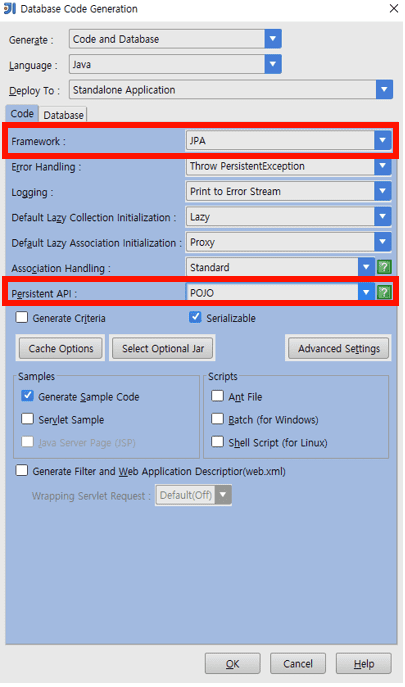 Database Code Generation
Generate : Code and Database
Language : Java
Deploy To : Standalone Application
Code Database
Framework : JPA
Error Handling : Throw PersistentException
Logging : Print to Error Stream
Default Lazy Collection Initialization : Lazy
Default Lazy Association Initialization : Proxy
Association Handling : Standard ?
Persistent API : POJO ?
Generate Criteria Serializable
Cache Options Select Optional Jar Advanced Settings
Samples Scripts
Generate Sample Code Ant File
Servlet Sample Batch (for Windows)
Java Server Page (JSP) Shell Script (for Linux)
Generate Filter and Web Application Descriptior(web.xml)
Wrapping Servlet Request : Default(Off)
OK Cancel Help